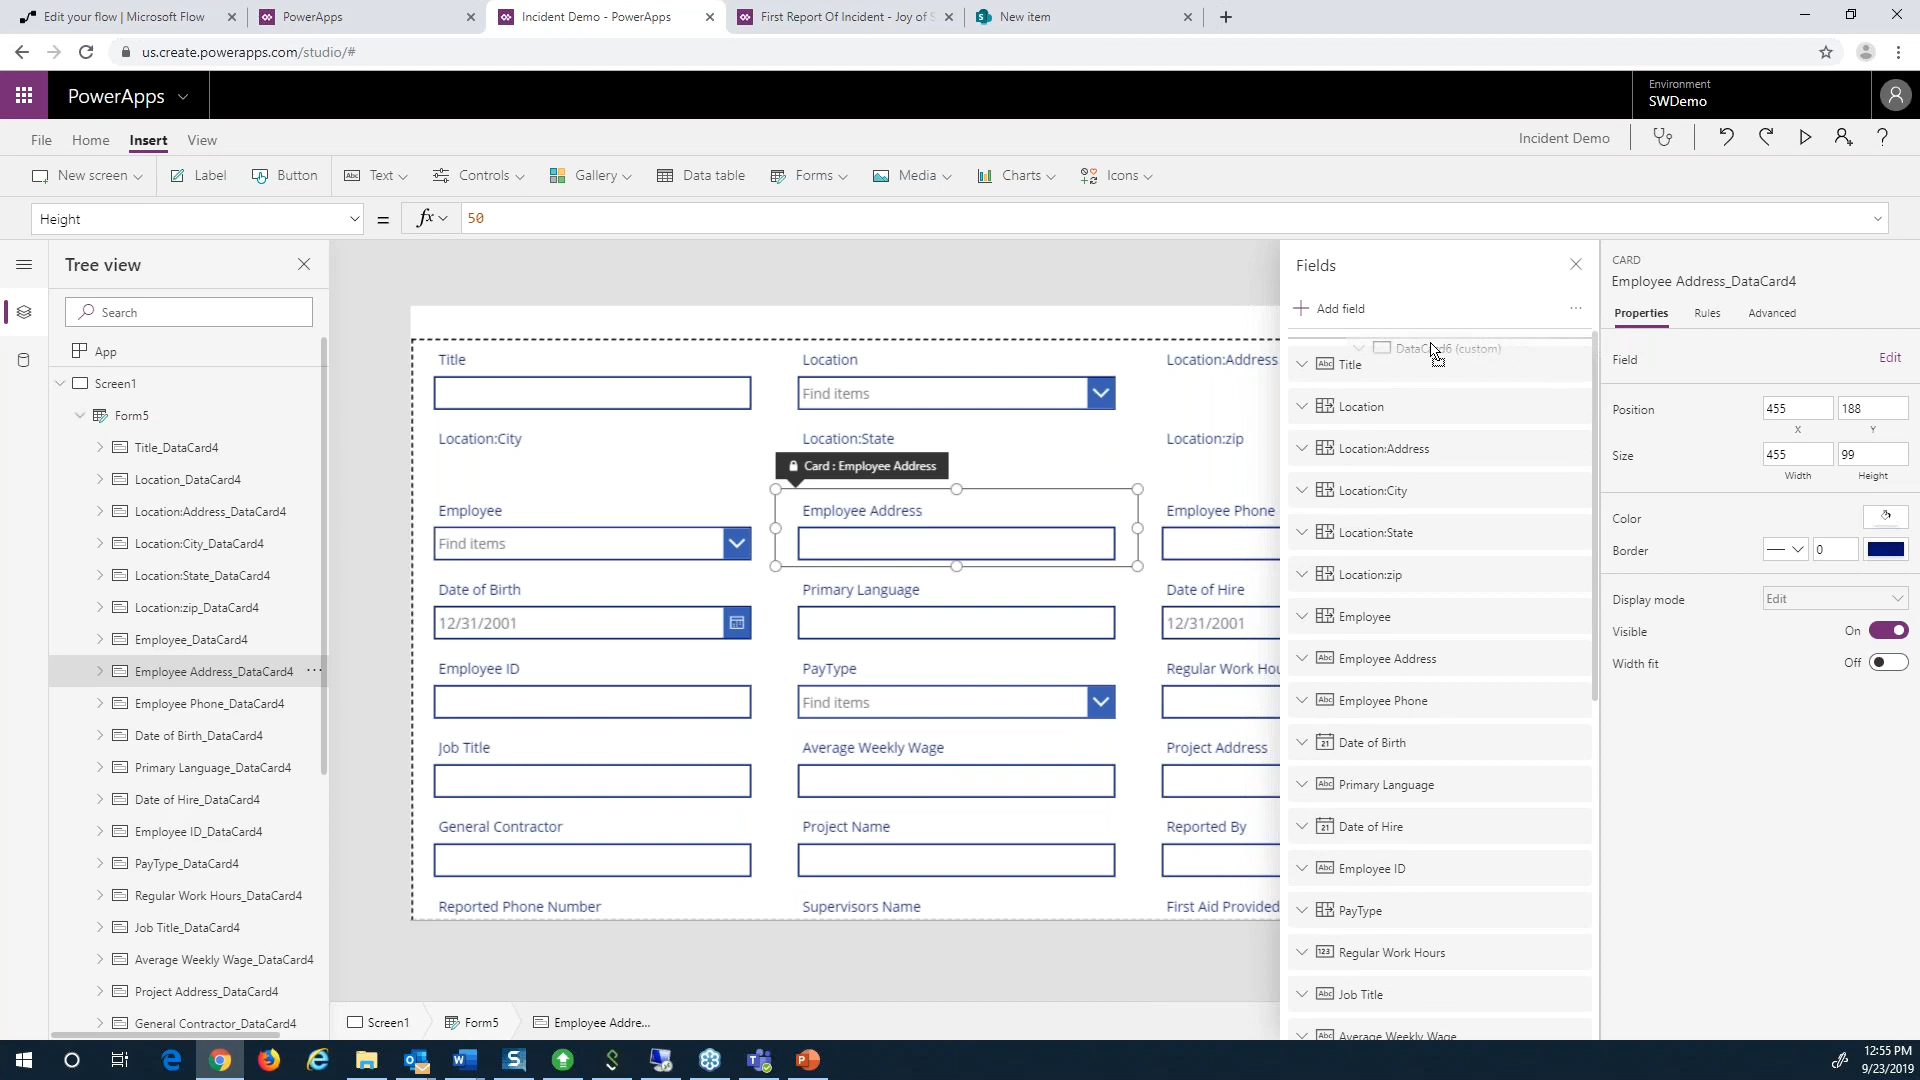 Edit your flow | Microsoft Flow
PowerApps
Incident Demo - PowerApps
First Report Of Incident - Joy of S
New item
us.create.powerapps.com/studio/#
PowerApps
Environment
SWDemo
File
Home
Insert
View
Incident Demo
New screen
Label
Button
Text
Controls
Gallery
Data table
Forms
Media
Charts
Icons
Height
=
fx
50
Tree view
Search
App
Screen1
Form5
Title_DataCard4
Location_DataCard4
Location:Address_DataCard4
Location:City_DataCard4
Location:State_DataCard4
Location:zip_DataCard4
Employee_DataCard4
Employee Address_DataCard4
Employee Phone_DataCard4
Date of Birth_DataCard4
Primary Language_DataCard4
Date of Hire_DataCard4
Employee ID_DataCard4
PayType_DataCard4
Regular Work Hours_DataCard4
Job Title_DataCard4
Average Weekly Wage_DataCard4
Project Address_DataCard4
General Contractor_DataCard4
Title
Location
Location:Address
Find items
Location:City
Location:State
Location:zip
Card : Employee Address
Employee
Employee Address
Employee Phone
Find items
Date of Birth
Primary Language
Date of Hire
12/31/2001
12/31/2001
Employee ID
PayType
Regular Work Hou
Find items
Job Title
Average Weekly Wage
Project Address
General Contractor
Project Name
Reported By
Reported Phone Number
Supervisors Name
First Aid Provided
Screen1
Form5
Employee Addre...
Fields
Add field
DataCard6 (custom)
Title
Location
Location:Address
Location:City
Location:State
Location:zip
Employee
Employee Address
Employee Phone
Date of Birth
Primary Language
Date of Hire
Employee ID
PayType
Regular Work Hours
Job Title
Average Weekly Wage
CARD
Employee Address_DataCard4
Properties
Rules
Advanced
Field
Edit
Position
455
188
X
Y
Size
455
99
Width
Height
Color
Border
0
Display mode
Edit
Visible
On
Width fit
Off
12:55 PM
9/23/2019